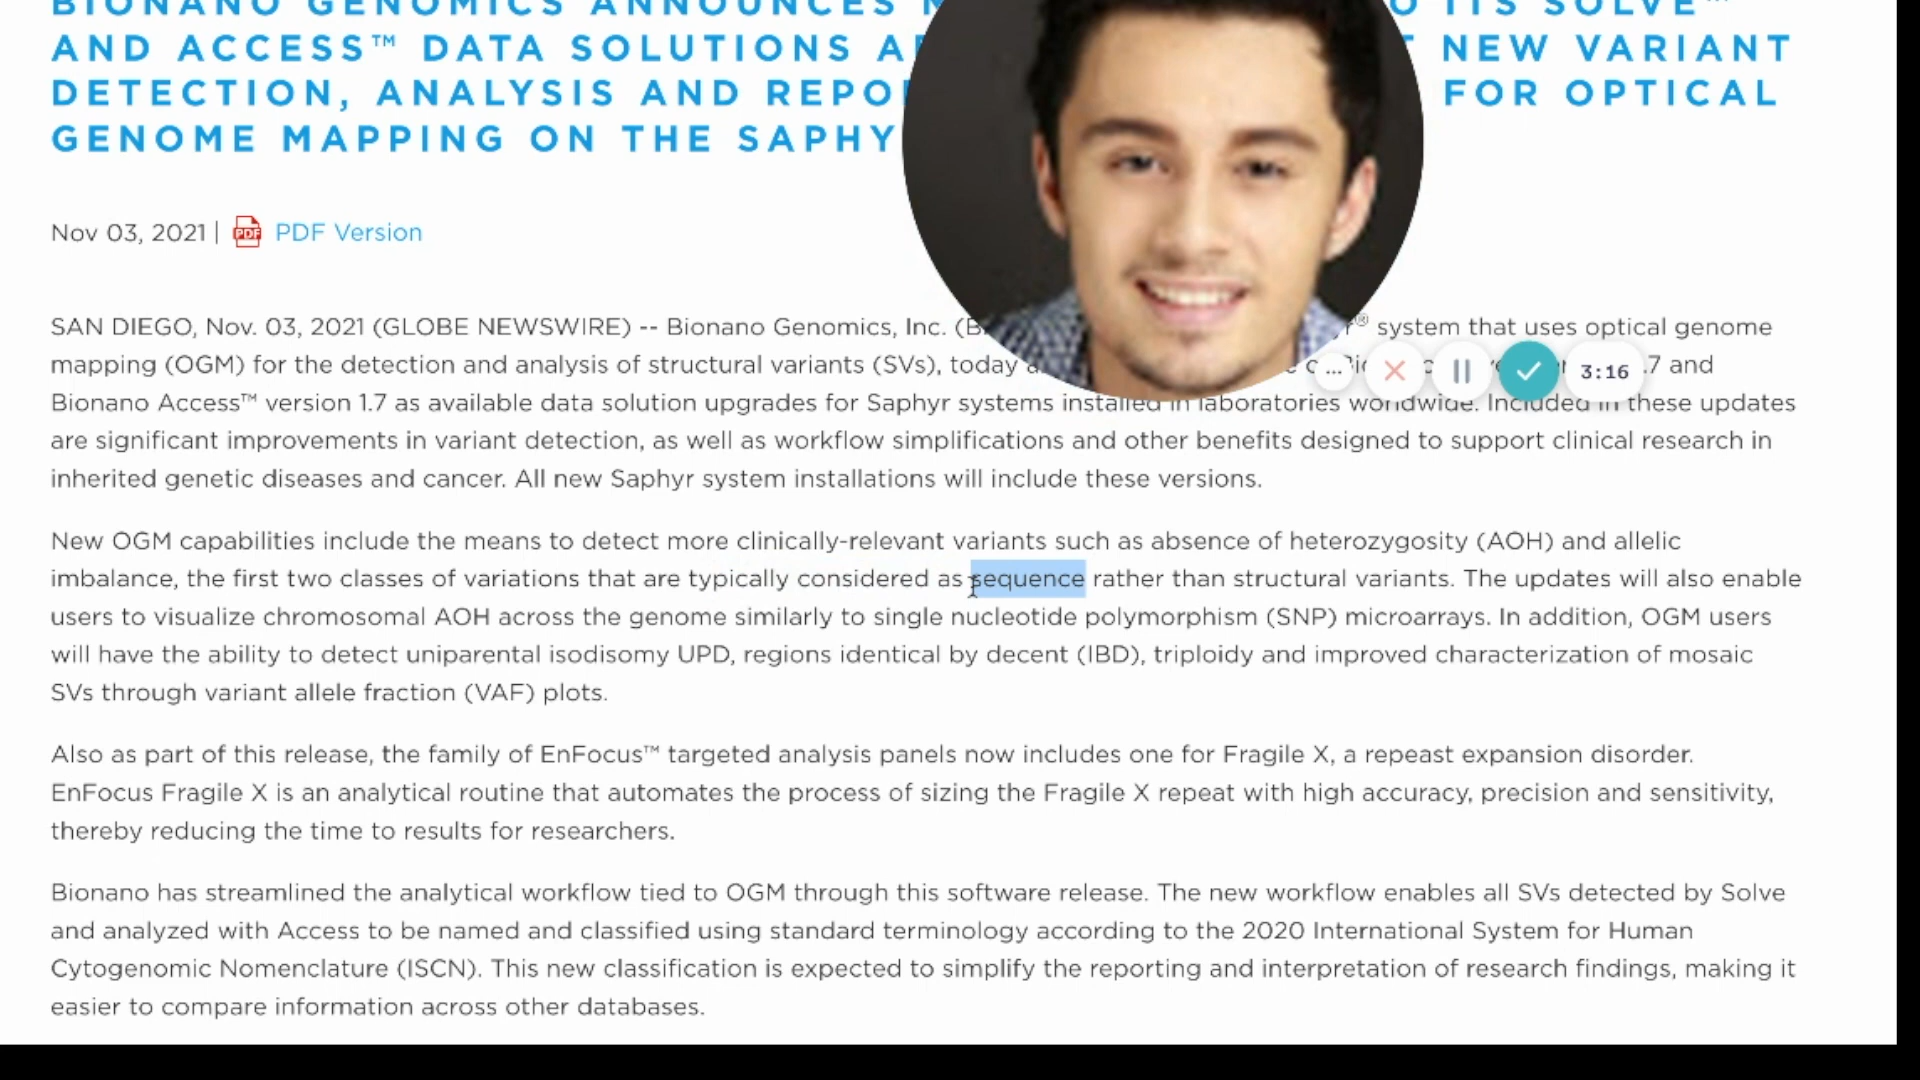 BIONANO GENOMICS ANNOUNCES ITS SOLVE™
AND ACCESS™ DATA SOLUTIONS NEW VARIANT
DETECTION, ANALYSIS AND FOR OPTICAL
GENOME MAPPING ON THE SAPHY
Nov 03, 2021 | PDF PDF Version
SAN DIEGO, Nov. 03, 2021 (GLOBE NEWSWIRE) -- Bionano Genomics, Inc. system that uses optical genome
mapping (OGM) for the detection and analysis of structural variants (SVs), today .7 and
... 3:16
Bionano Access™ version 1.7 as available data solution upgrades for Saphyr systems installed in laboratories worldwide. Included in these updates
are significant improvements in variant detection, as well as workflow simplifications and other benefits designed to support clinical research in
inherited genetic diseases and cancer. All new Saphyr system installations will include these versions.
New OGM capabilities include the means to detect more clinically-relevant variants such as absence of heterozygosity (AOH) and allelic
imbalance, the first two classes of variations that are typically considered as sequence rather than structural variants. The updates will also enable
users to visualize chromosomal AOH across the genome similarly to single nucleotide polymorphism (SNP) microarrays. In addition, OGM users
will have the ability to detect uniparental isodisomy UPD, regions identical by decent (IBD), triploidy and improved characterization of mosaic
SVs through variant allele fraction (VAF) plots.
Also as part of this release, the family of EnFocus™ targeted analysis panels now includes one for Fragile X, a repeast expansion disorder.
EnFocus Fragile X is an analytical routine that automates the process of sizing the Fragile X repeat with high accuracy, precision and sensitivity,
thereby reducing the time to results for researchers.
Bionano has streamlined the analytical workflow tied to OGM through this software release. The new workflow enables all SVs detected by Solve
and analyzed with Access to be named and classified using standard terminology according to the 2020 International System for Human
Cytogenomic Nomenclature (ISCN). This new classification is expected to simplify the reporting and interpretation of research findings, making it
easier to compare information across other databases.